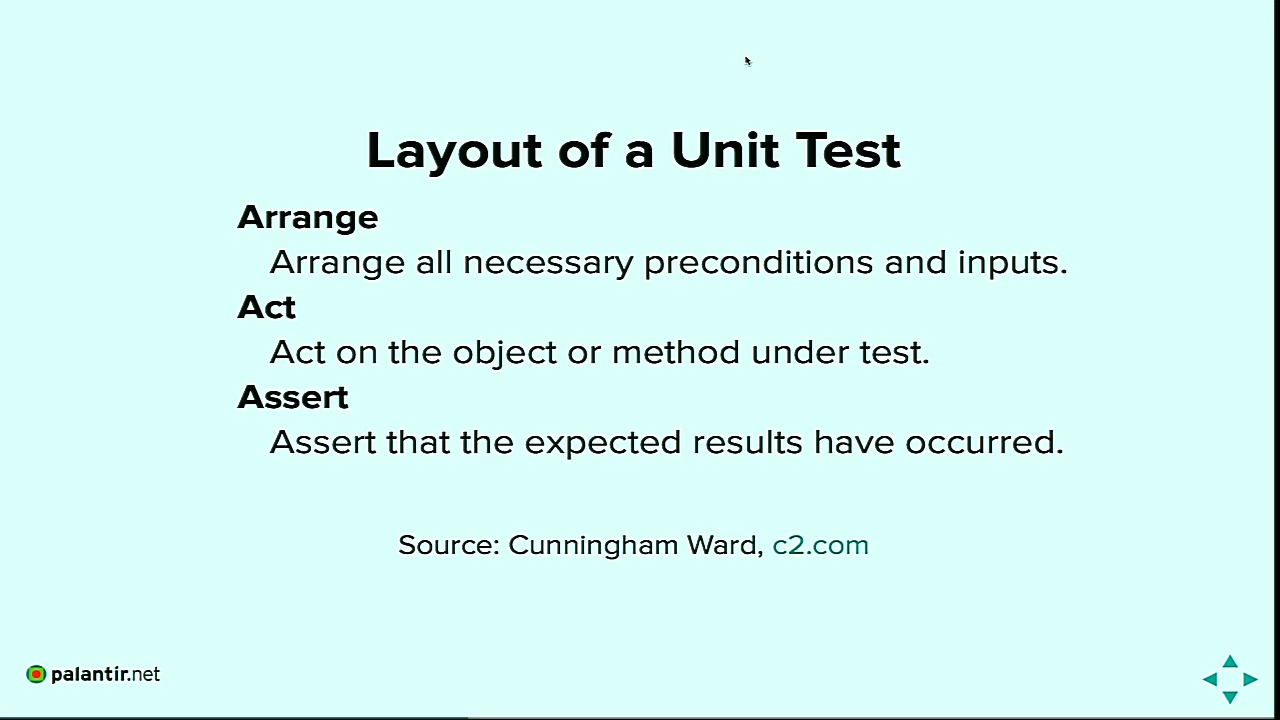 Layout of a Unit Test
Arrange
Arrange all necessary preconditions and inputs.
Act
Act on the object or method under test.
Assert
Assert that the expected results have occurred.
Source: Cunningham Ward, c2.com
palantir.net